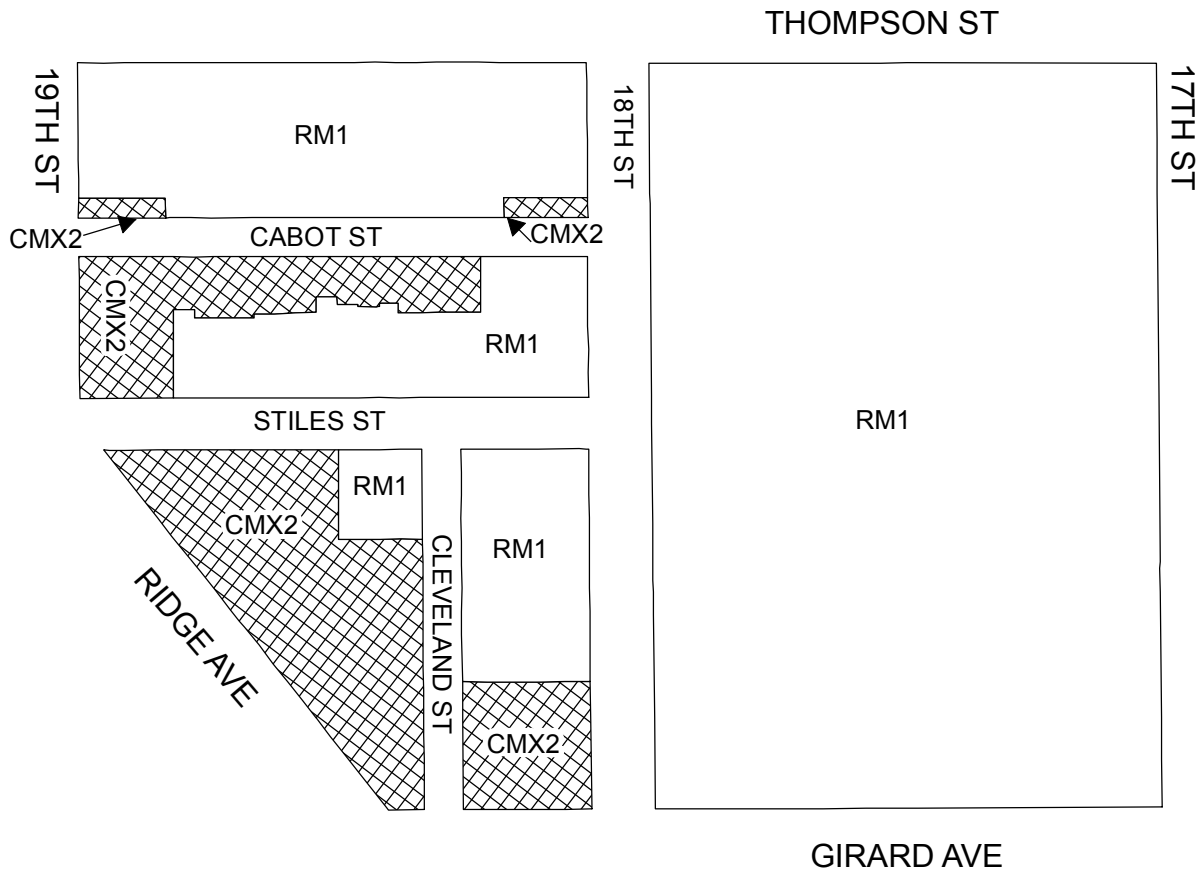 THOMPSON ST
19TH ST
RM1
18TH ST
17TH ST
CMX2
CABOT ST
CMX2
CMX2
RM1
RM1
STILES ST
RM1
CMX2
RM1
CLEVELAND ST
RIDGE AVE
CMX2
GIRARD AVE